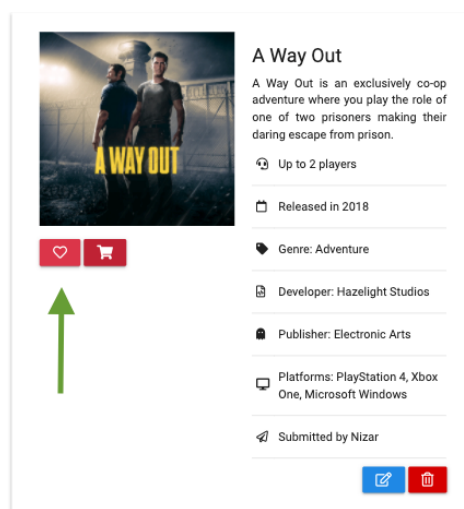 A WAY OUT
A Way Out
A Way Out is an exclusively co-op
adventure where you play the role of
one of two prisoners making their
daring escape from prison.
Up to 2 players
Released in 2018
Genre: Adventure
Developer: Hazelight Studios
Publisher: Electronic Arts
Platforms: PlayStation 4, Xbox
One, Microsoft Windows
Submitted by Nizar